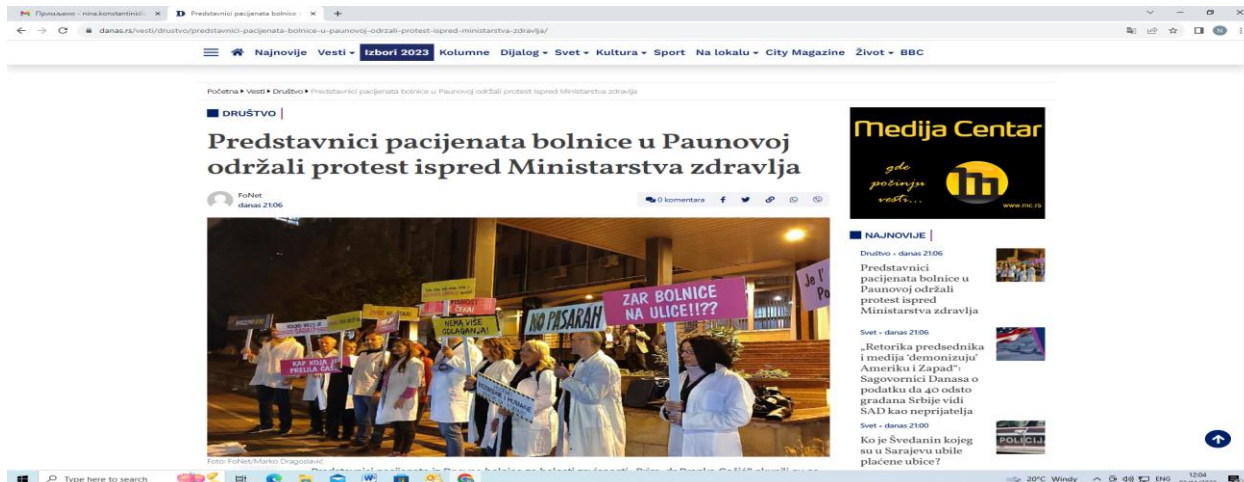 Пришљено - nina.konstantinidi
Predstavnici pacijenata bolnice
danas.rs/vesti/drustvo/predstavnici-pacijenata-bolnice-u-paunovoj-odrzali-protest-ispred-ministarstva-zdravlja/
Najnovije Vesti Izbori 2023 Kolumne Dijalog Svet Kultura Sport Na lokalu City Magazine Život BBC
Početna Vesti Društvo Predstavnici pacijenata bolnice u Paunovoj održali protest ispred Ministarstva zdravlja
DRUŠTVO
Predstavnici pacijenata bolnice u Paunovoj
održali protest ispred Ministarstva zdravlja
FoNet
danas 21:06
0 komentara
KAP KOJA JE
PRELILA ČAŠU
ČEKA!
NEMA VIŠE
ODLAGANJA!
NO PASARAN
ZAR BOLNICE
NA ULICE!!??
Je l'
Po
Foto: FoNet/Marko Dragoslavić
Medija Centar
gde
počinju
vesti...
www.mc.rs
NAJNOVIJE
Društvo - danas 21:06
Predstavnici
pacijenata bolnice u
Paunovoj održali
protest ispred
Ministarstva zdravlja
Svet - danas 21:06
„Retorika predsednika
i medija 'demonizuju'
Ameriku i Zapad“:
Sagovornici Danasa o
podatku da 40 odsto
građana Srbije vidi
SAD kao neprijatelja
Svet - danas 21:00
Ko je Šveđanin kojeg
su u Sarajevu ubile
plaćene ubice?
POLICIJ
Type here to search
20°C Windy
ENG
12:04